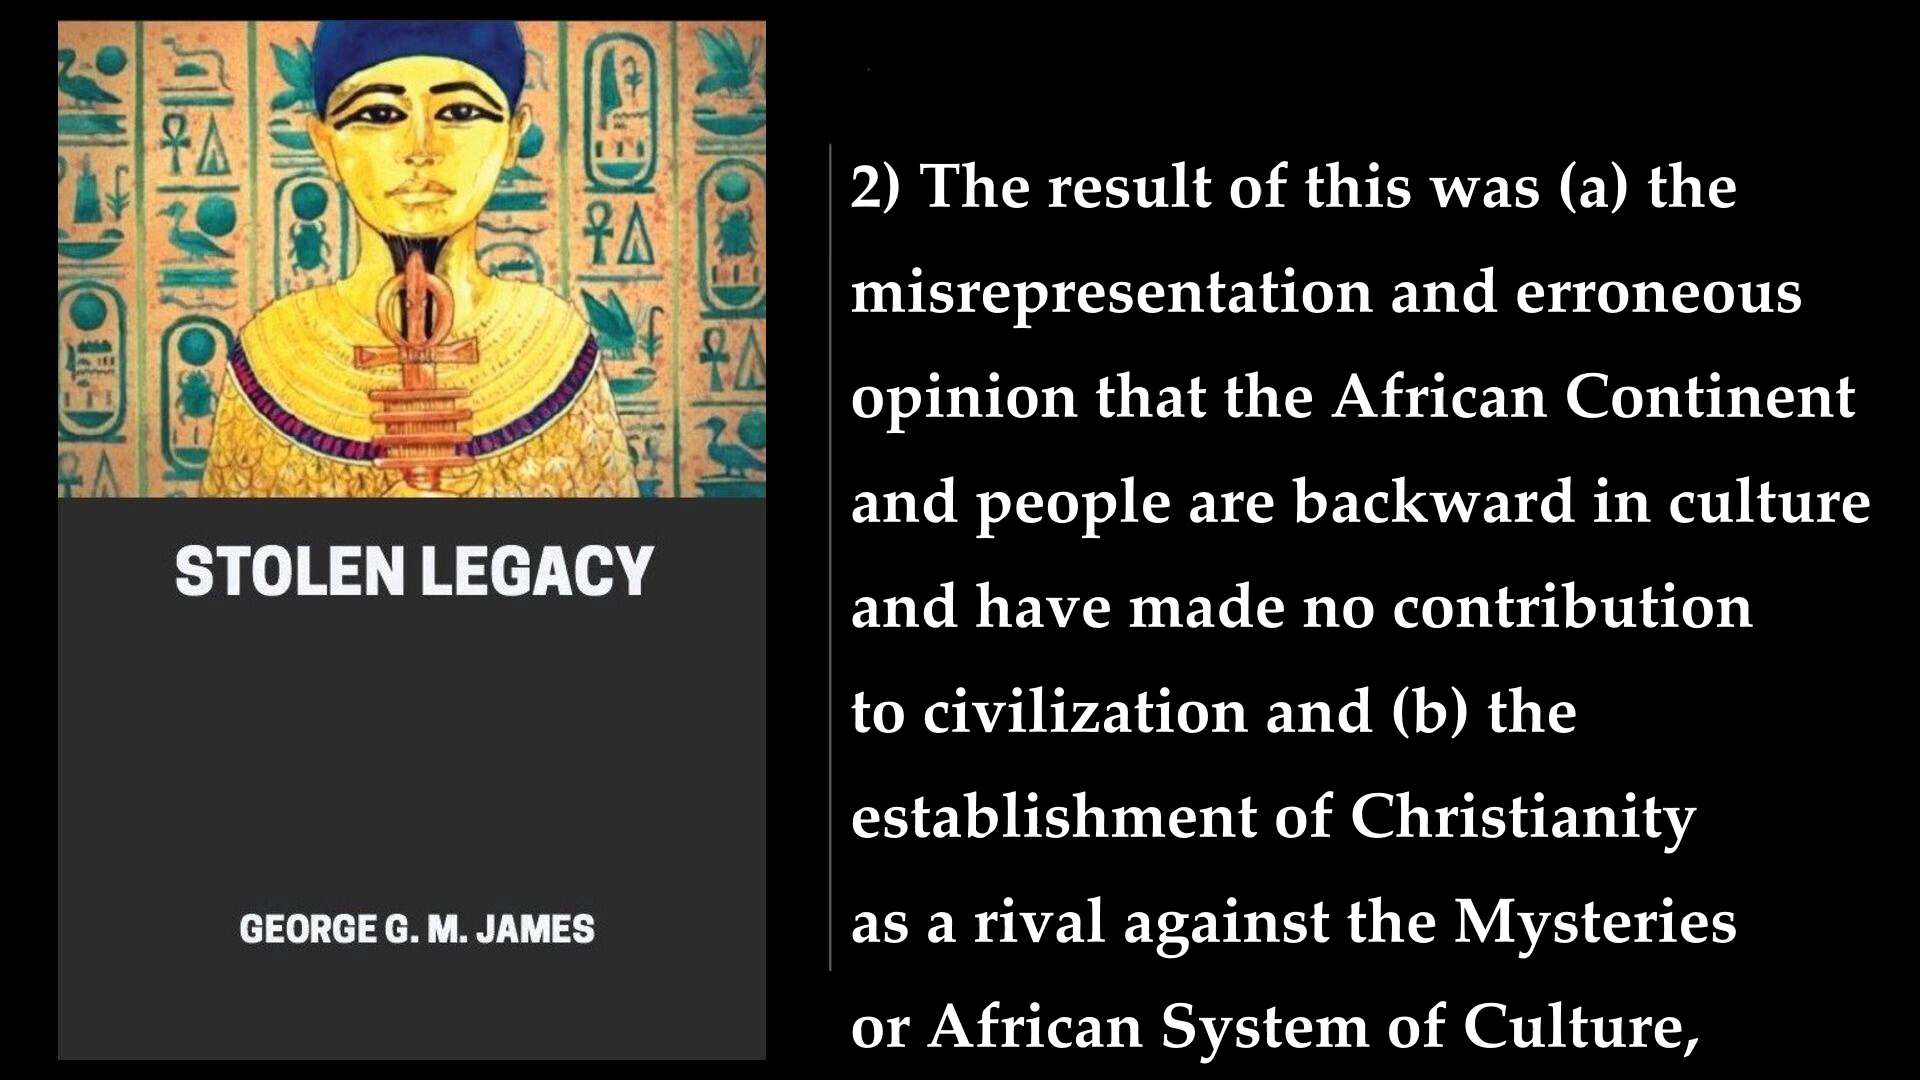 STOLEN LEGACY
GEORGE G. M. JAMES
2) The result of this was (a) the
misrepresentation and erroneous
opinion that the African Continent
and people are backward in culture
and have made no contribution
to civilization and (b) the
establishment of Christianity
as a rival against the Mysteries
or African System of Culture,